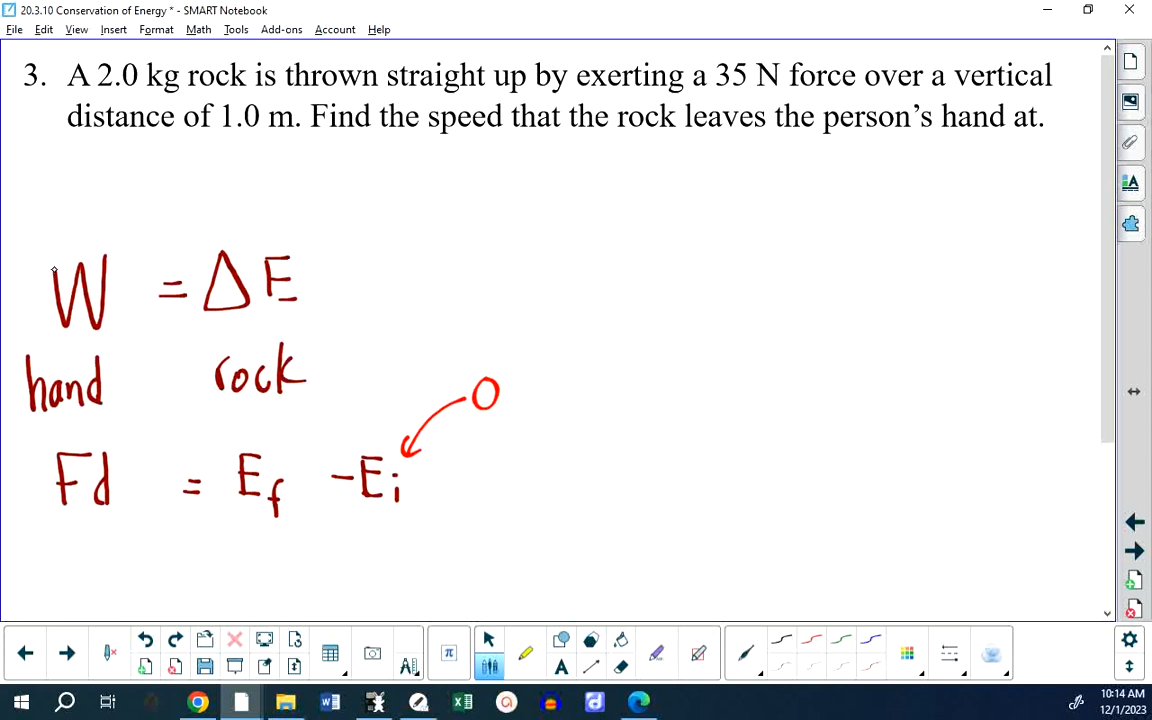 20.3.10 Conservation of Energy * - SMART Notebook
File Edit View Insert Format Math Tools Add-ons Account Help
3. A 2.0 kg rock is thrown straight up by exerting a 35 N force over a vertical
distance of 1.0 m. Find the speed that the rock leaves the person’s hand at.
W = ΔE
hand rock
0
Fd = Ef - Ei
10:14 AM
12/1/2023